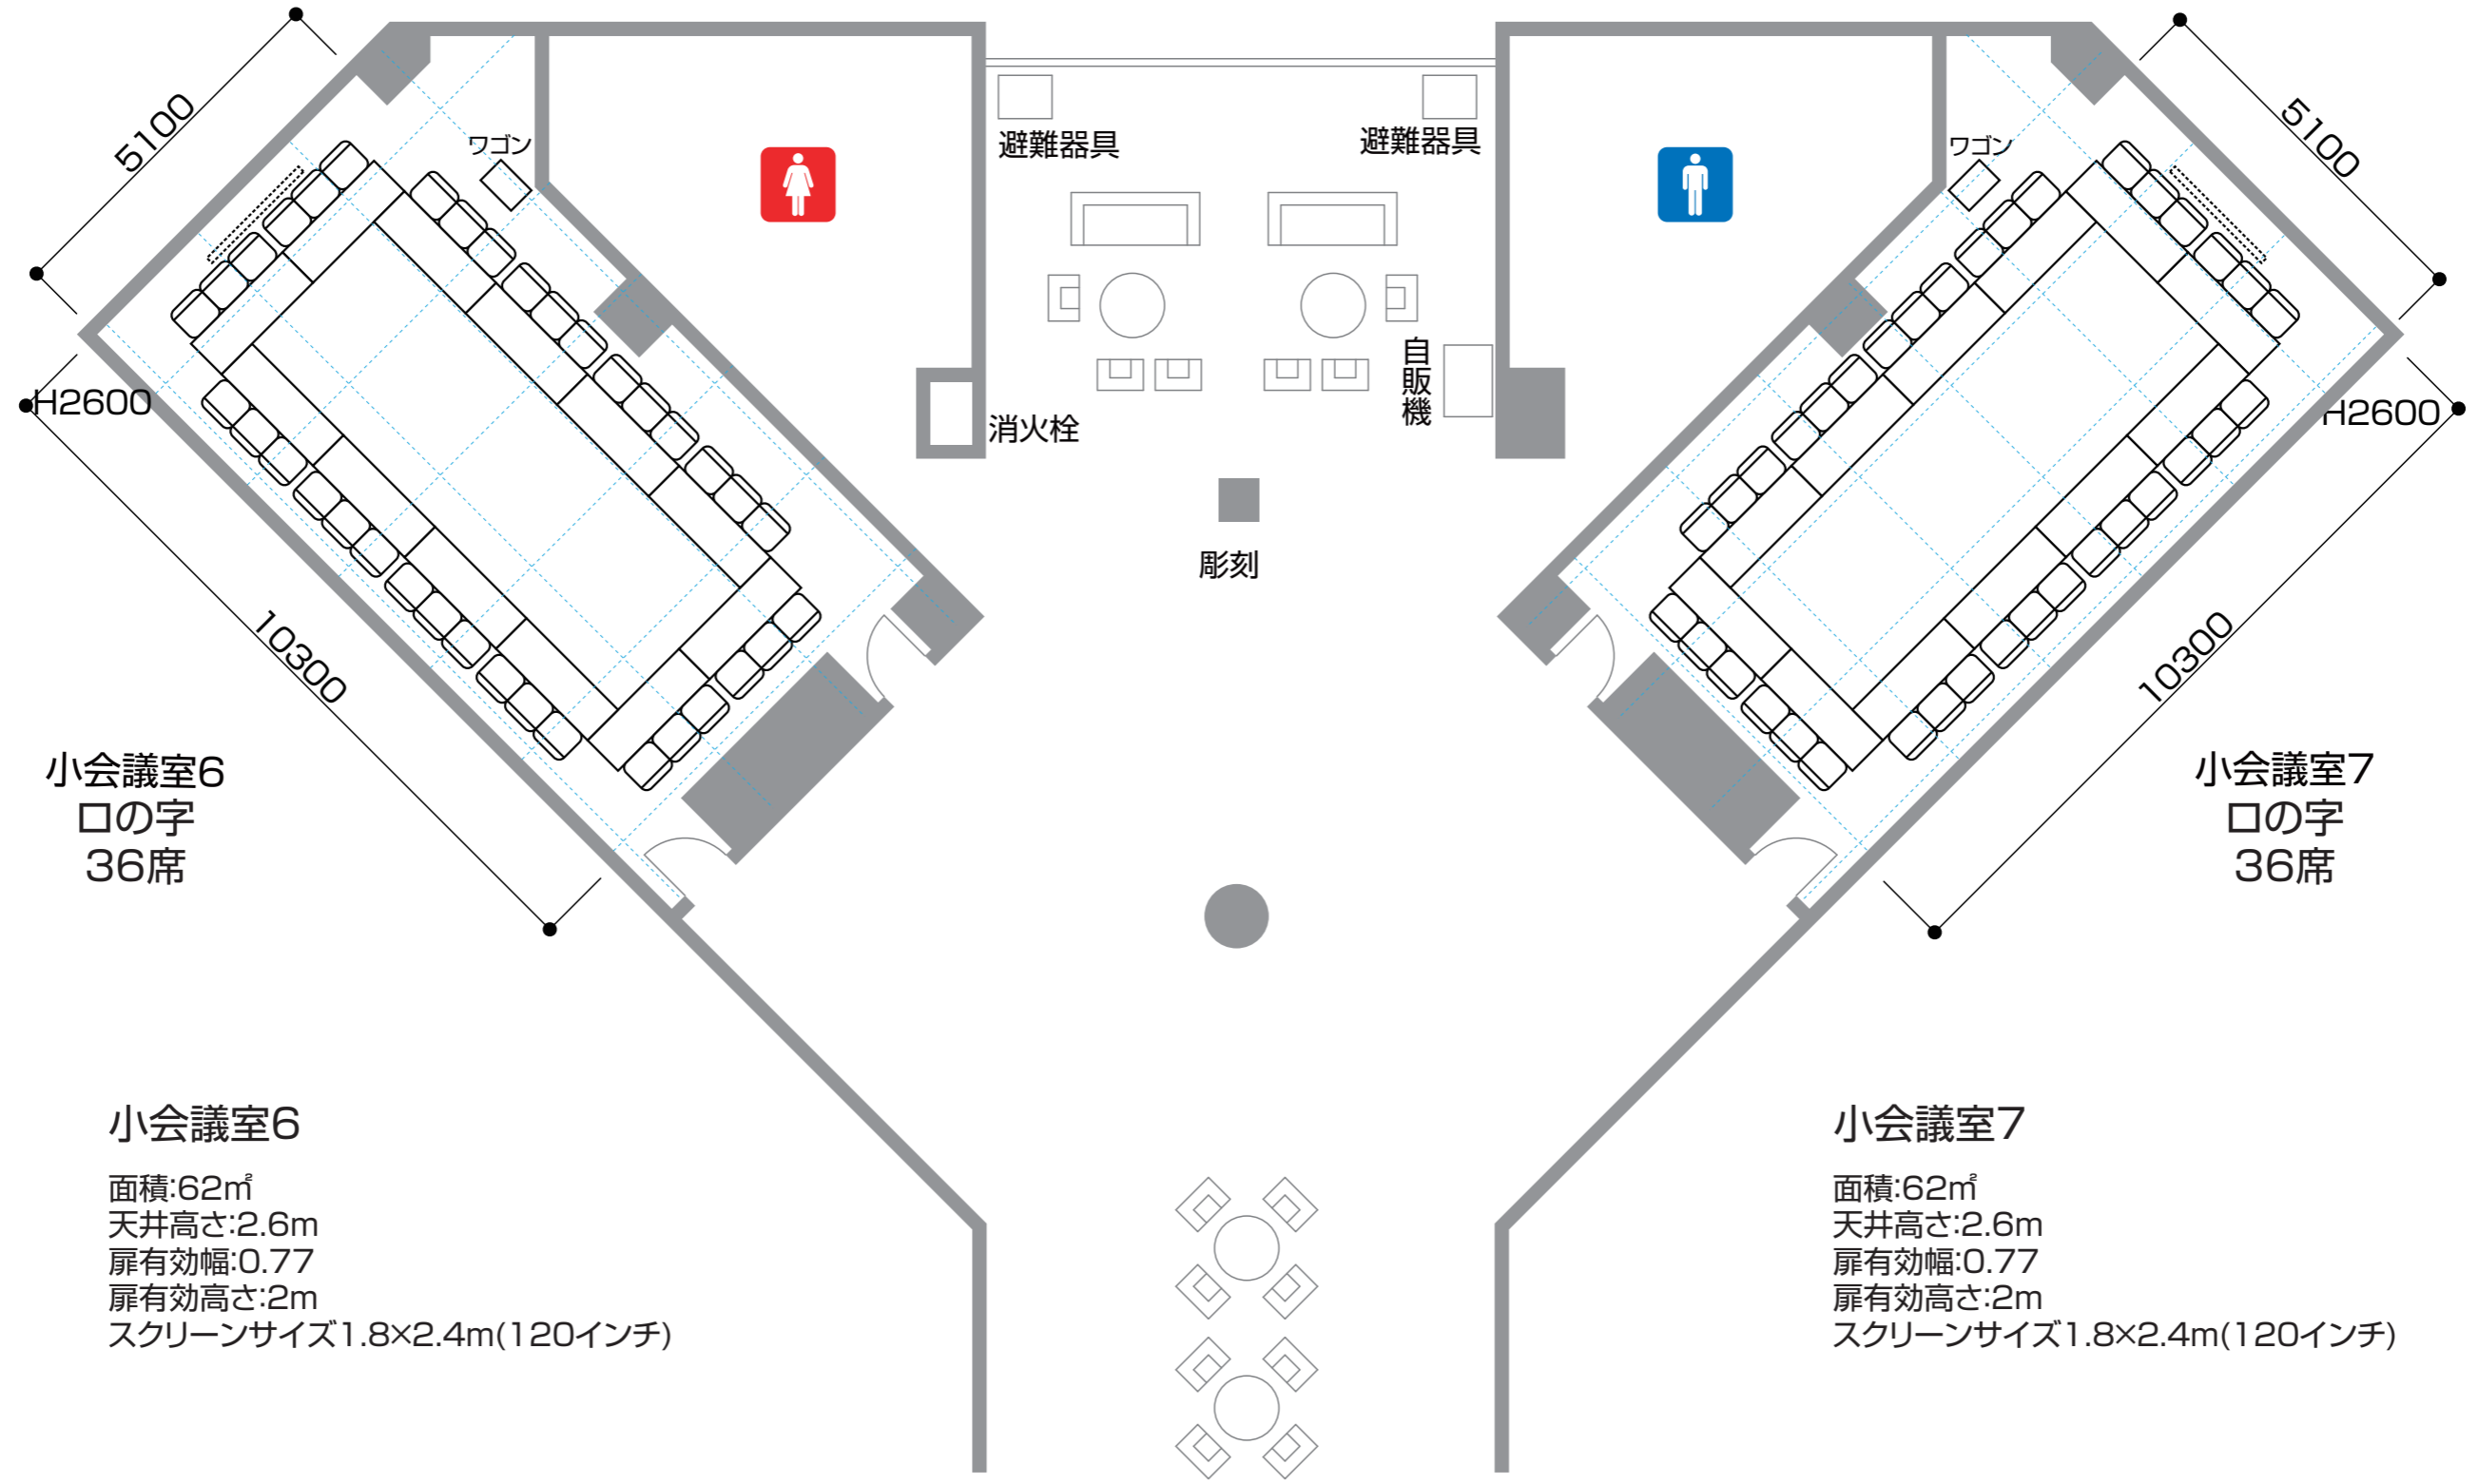 5100
ワゴン
避難器具
避難器具
ワゴン
5100
H2600
消火栓
自販機
H2600
彫刻
10300
10300
小会議室6
ロの字
36席
小会議室7
ロの字
36席
小会議室6
面積:62㎡
天井高さ:2.6m
扉有効幅:0.77
扉有効高さ:2m
スクリーンサイズ1.8×2.4m(120インチ)
小会議室7
面積:62㎡
天井高さ:2.6m
扉有効幅:0.77
扉有効高さ:2m
スクリーンサイズ1.8×2.4m(120インチ)